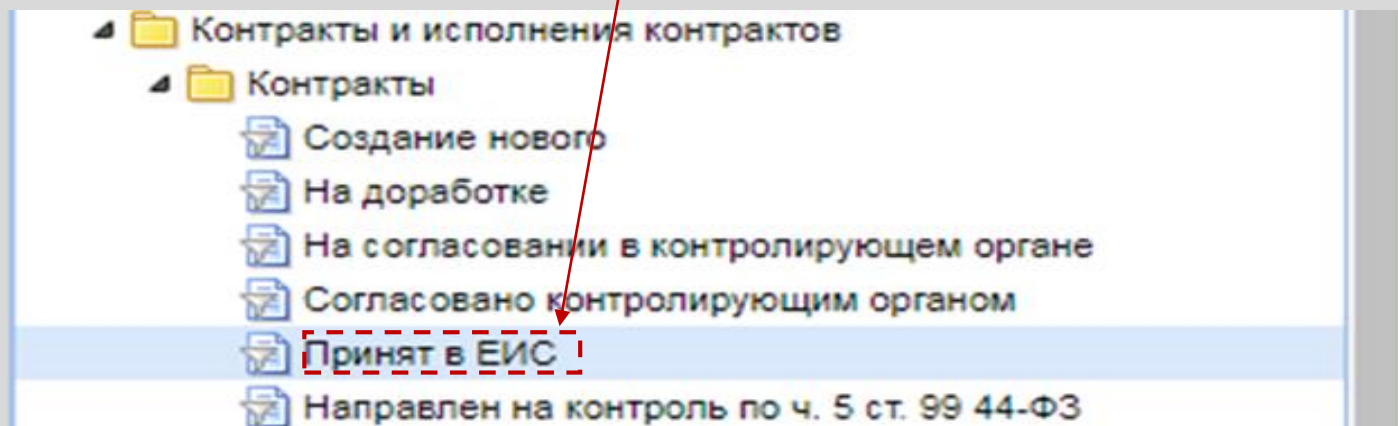 Контракты и исполнения контрактов
Контракты
Создание нового
На доработке
На согласовании в контролирующем органе
Согласовано контролирующим органом
Принят в ЕИС
Направлен на контроль по ч. 5 ст. 99 44-ФЗ